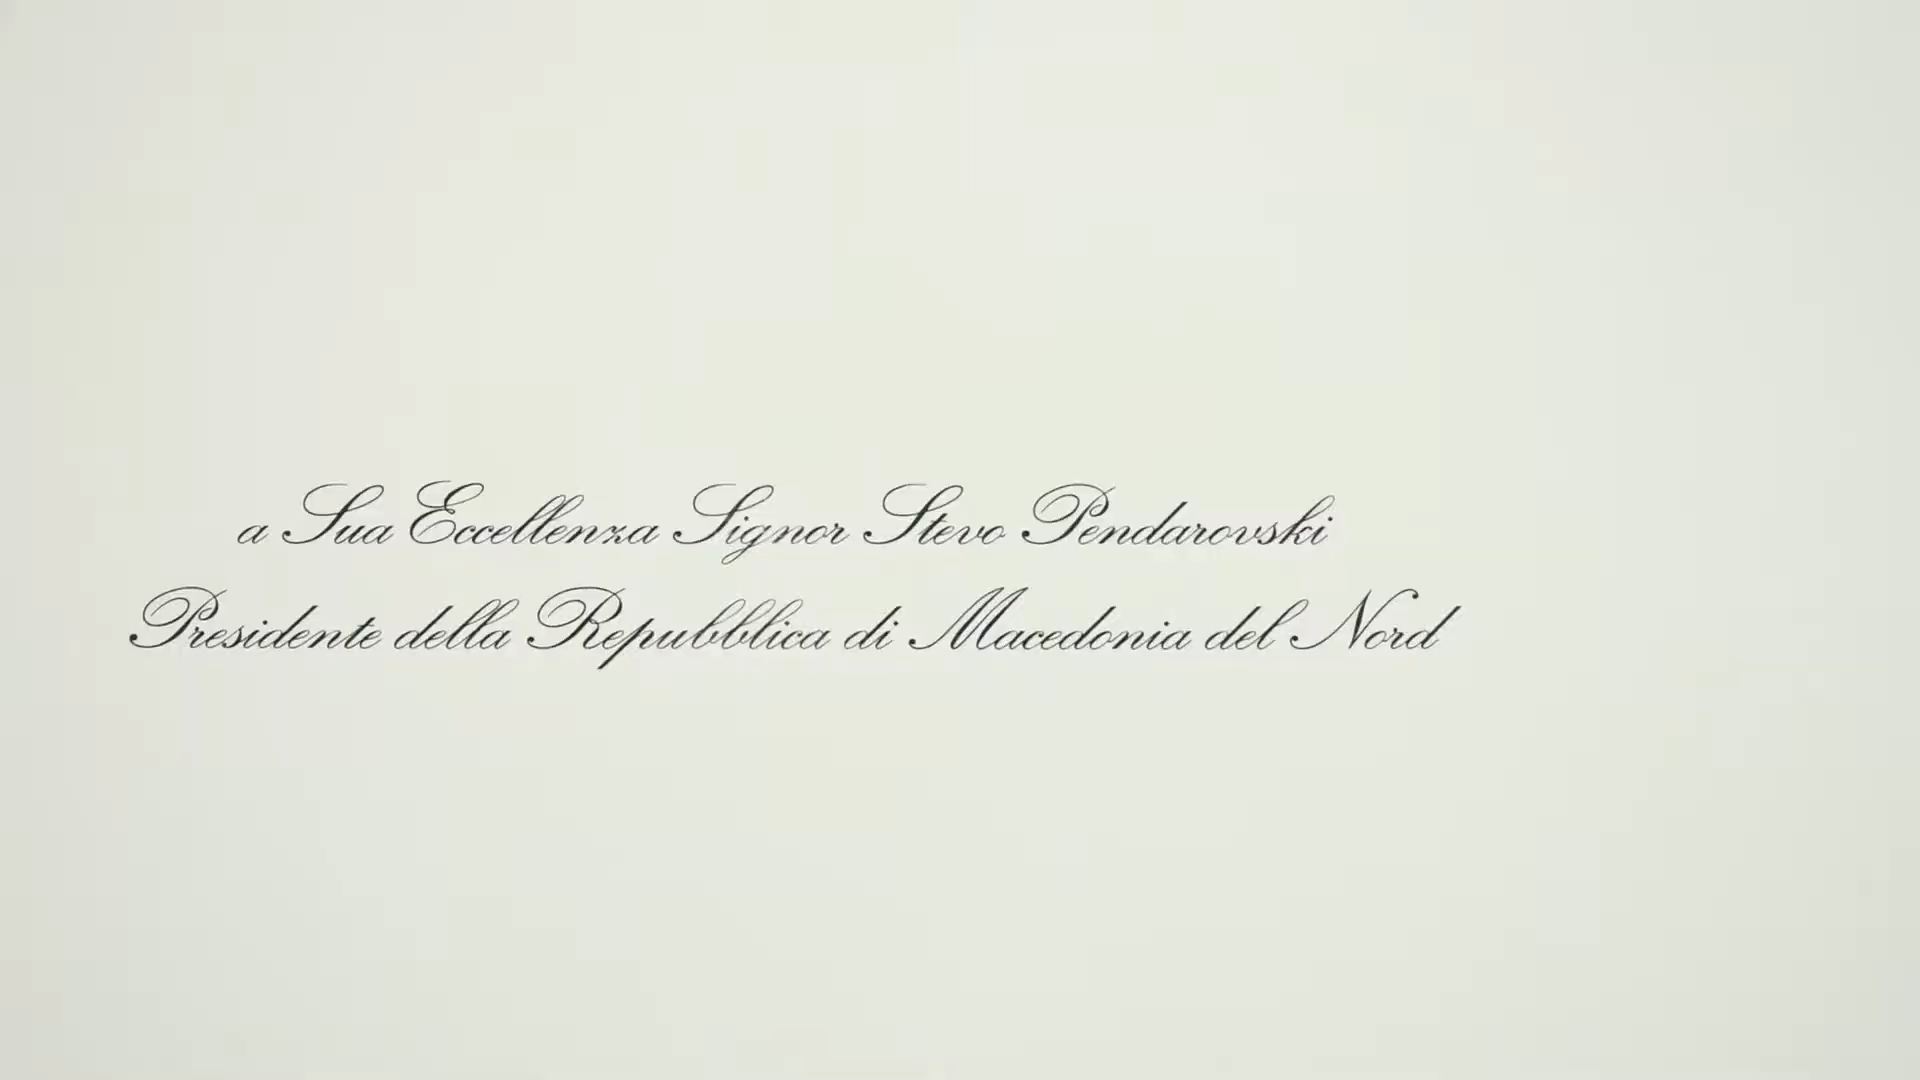 a Sua Eccellenza Signor Stevo Pendarovski
Presidente della Repubblica di Macedonia del Nord